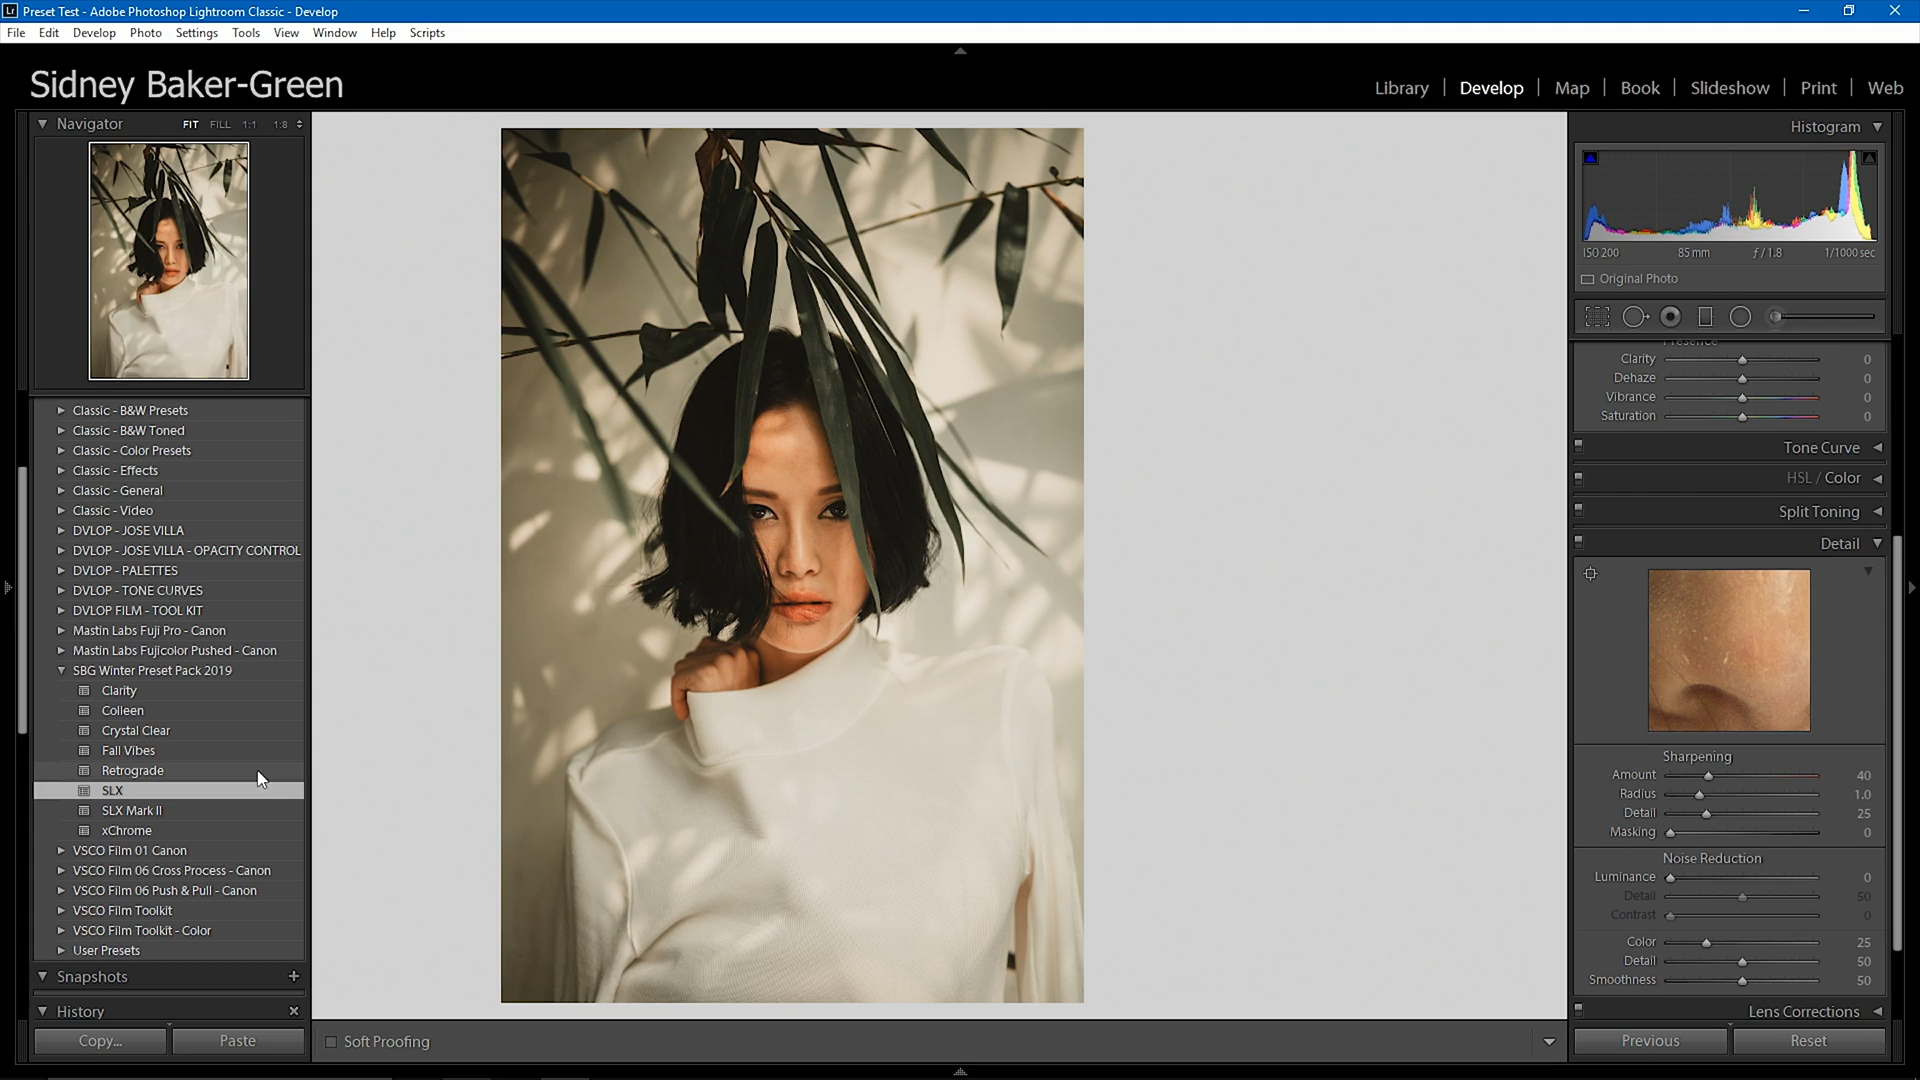 Lr Preset Test - Adobe Photoshop Lightroom Classic - Develop
File Edit Develop Photo Settings Tools View Window Help Scripts
Sidney Baker-Green
Library | Develop | Map | Book | Slideshow | Print | Web
Navigator FIT FILL 1:1 1:8
Classic - B&W Presets
Classic - B&W Toned
Classic - Color Presets
Classic - Effects
Classic - General
Classic - Video
DVLOP - JOSE VILLA
DVLOP - JOSE VILLA - OPACITY CONTROL
DVLOP - PALETTES
DVLOP - TONE CURVES
DVLOP FILM - TOOL KIT
Mastin Labs Fuji Pro - Canon
Mastin Labs Fujicolor Pushed - Canon
SBG Winter Preset Pack 2019
Clarity
Colleen
Crystal Clear
Fall Vibes
Retrograde
SLX
SLX Mark II
xChrome
VSCO Film 01 Canon
VSCO Film 06 Cross Process - Canon
VSCO Film 06 Push & Pull - Canon
VSCO Film Toolkit
VSCO Film Toolkit - Color
User Presets
Snapshots
History
Copy... Paste
Soft Proofing
Histogram
ISO 200 85 mm ƒ / 1.8 1/1000 sec
Original Photo
Presence
Clarity 0
Dehaze 0
Vibrance 0
Saturation 0
Tone Curve
HSL / Color
Split Toning
Detail
Sharpening
Amount 40
Radius 1.0
Detail 25
Masking 0
Noise Reduction
Luminance 0
Detail 50
Contrast 0
Color 25
Detail 50
Smoothness 50
Lens Corrections
Previous Reset